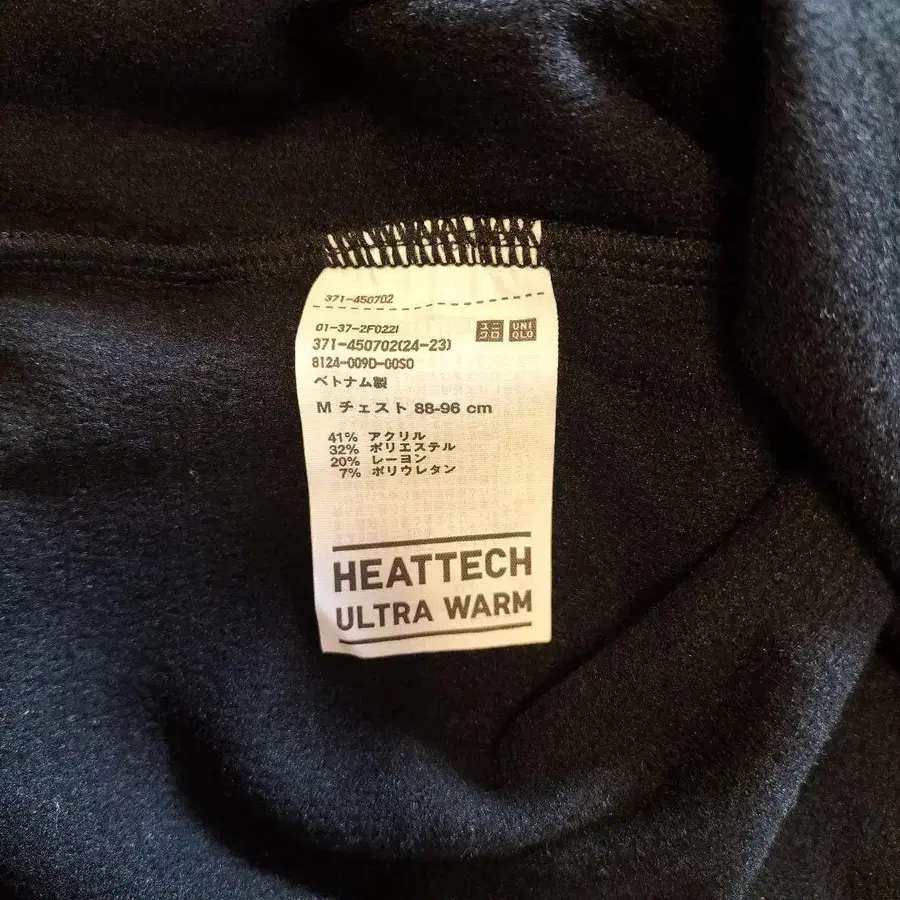 371-450702
01-37-2F022I
371-450702(24-23)
8124-009D-00S0
ユニクロ UNIQLO
ベトナム製
M チェスト 88-96 cm
41% アクリル
32% ポリエステル
20% レーヨン
7% ポリウレタン
HEATTECH
ULTRA WARM